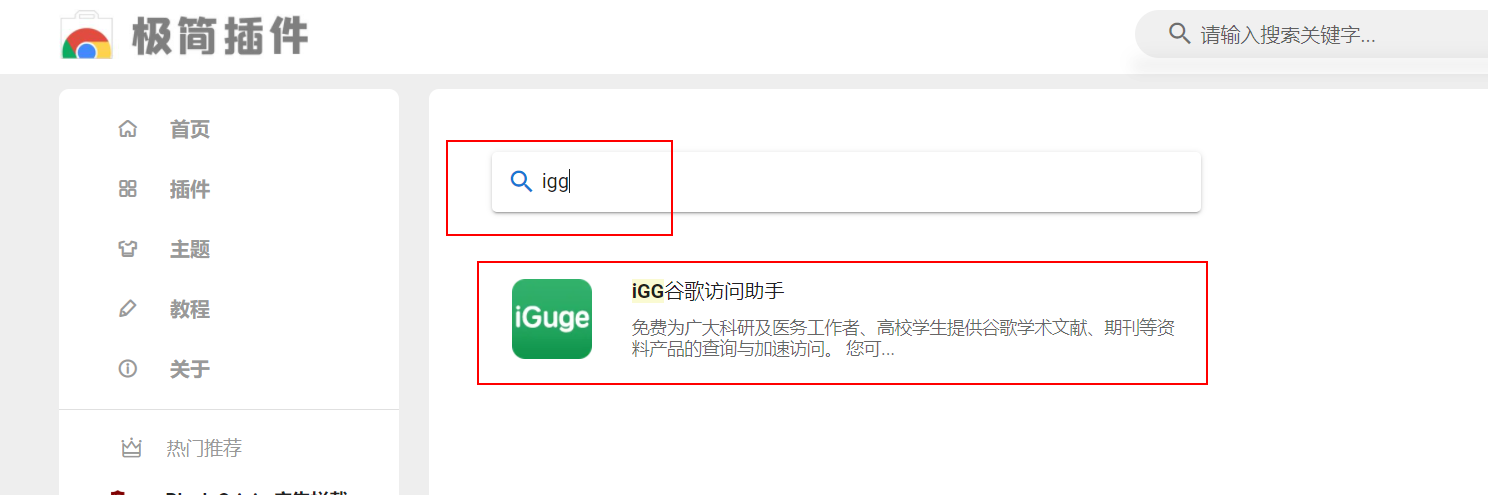 极简插件
请输入搜索关键字...
首页
插件
主题
教程
关于
热门推荐
igg
iGuge
iGG谷歌访问助手
免费为广大科研及医务工作者、高校学生提供谷歌学术文献、期刊等资
料产品的查询与加速访问。 您可...